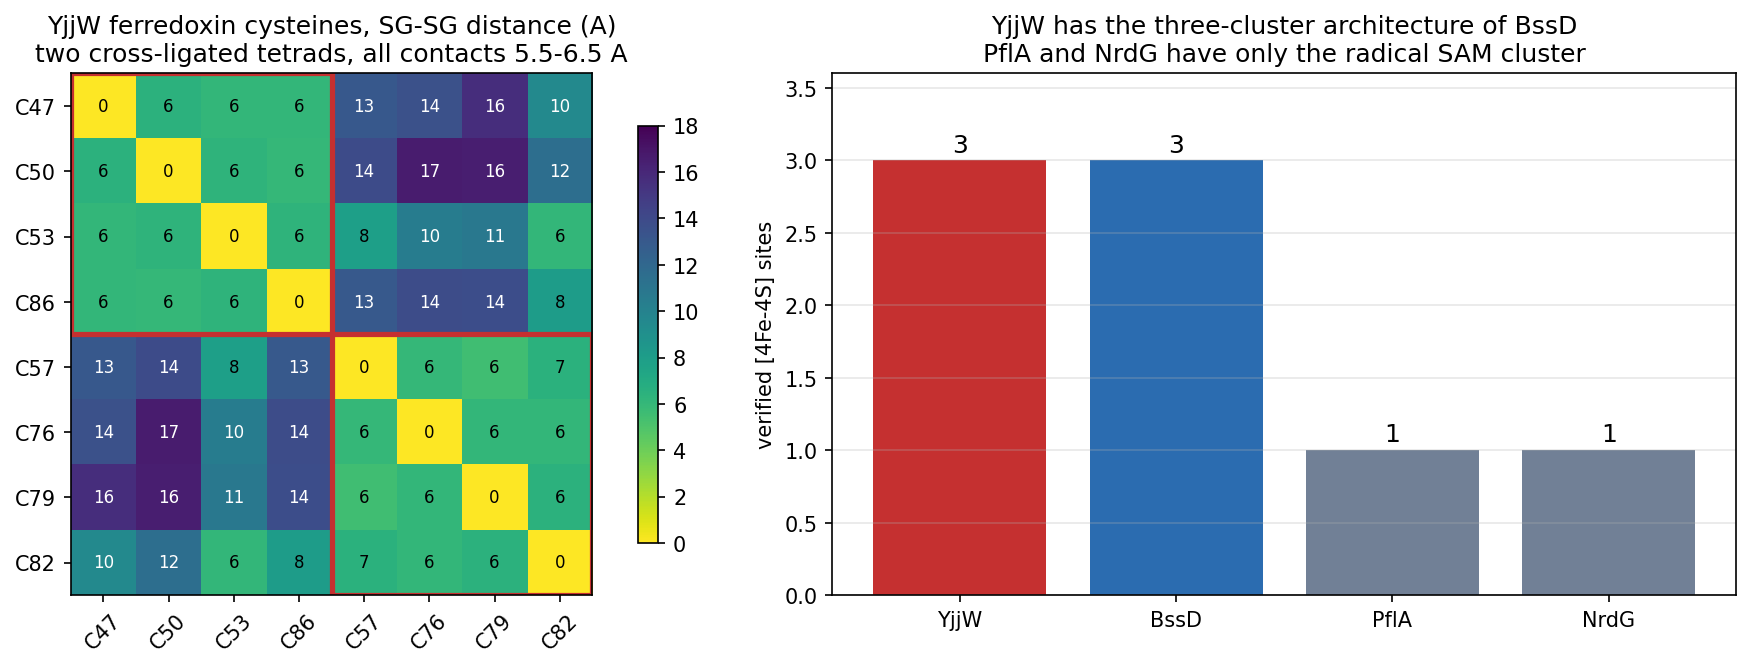 YjjW ferredoxin cysteines, SG-SG distance (A)
two cross-ligated tetrads, all contacts 5.5-6.5 A
C47 0 6 6 6 13 14 16 10
C50 6 0 6 6 14 17 16 12
C53 6 6 0 6 8 10 11 6
C86 6 6 6 0 13 14 14 8
C57 13 14 8 13 0 6 6 7
C76 14 17 10 14 6 0 6 6
C79 16 16 11 14 6 6 0 6
C82 10 12 6 8 7 6 6 0
C47 C50 C53 C86 C57 C76 C79 C82
18
16
14
12
10
8
6
4
2
0
YjjW has the three-cluster architecture of BssD
PflA and NrdG have only the radical SAM cluster
verified [4Fe-4S] sites
3.5
3.0
2.5
2.0
1.5
1.0
0.5
0.0
3 3 1 1
YjjW BssD PflA NrdG